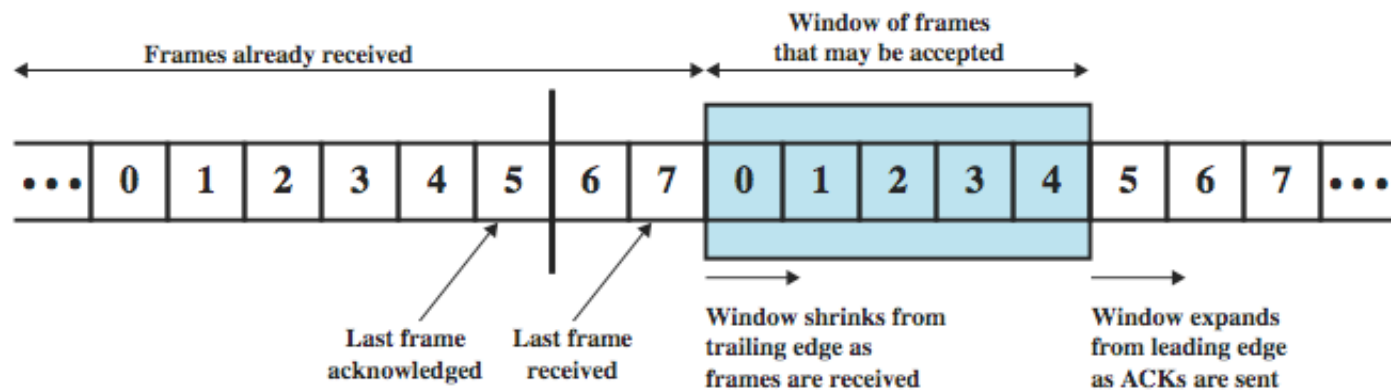 Window of frames
that may be accepted
Frames already received
••• 0 1 2 3 4 5 6 7 0 1 2 3 4 5 6 7 •••
Last frame
acknowledged
Last frame
received
Window shrinks from
trailing edge as
frames are received
Window expands
from leading edge
as ACKs are sent